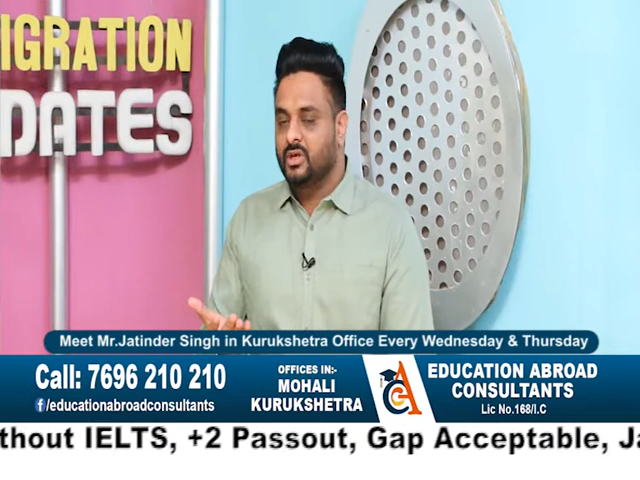 IGRATION
DATES
Meet Mr.Jatinder Singh in Kurukshetra Office Every Wednesday & Thursday
Call: 7696 210 210
f/educationabroadconsultants
OFFICES IN:-
MOHALI
KURUKSHETRA
EDUCATION ABROAD
CONSULTANTS
Lic No.168/I.C
thout IELTS, +2 Passout, Gap Acceptable, Ja